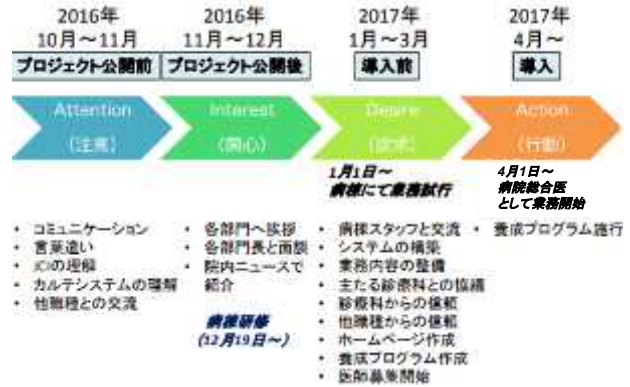 2016年
10月～11月
プロジェクト公開前
2016年
11月～12月
プロジェクト公開後
2017年
1月～3月
導入前
2017年
4月～
導入
Attention
(注意)
Interest
(関心)
Desire
(欲求)
Action
(行動)
1月1日～
病棟にて業務試行
4月1日～
病院総合医
として業務開始
・ コミュニケーション
・ 言葉遣い
・ JCIの理解
・ カルテシステムの理解
・ 他職種との交流
・ 各部門へ挨拶
・ 各部門長と面談
・ 院内ニュースで
紹介
病棟研修
(12月19日～)
・ 病棟スタッフと交流
・ システムの構築
・ 業務内容の整備
・ 主たる診療科との協議
・ 診療科からの信頼
・ 他職種からの信頼
・ ホームページ作成
・ 養成プログラム作成
・ 医師募集開始
・ 養成プログラム施行